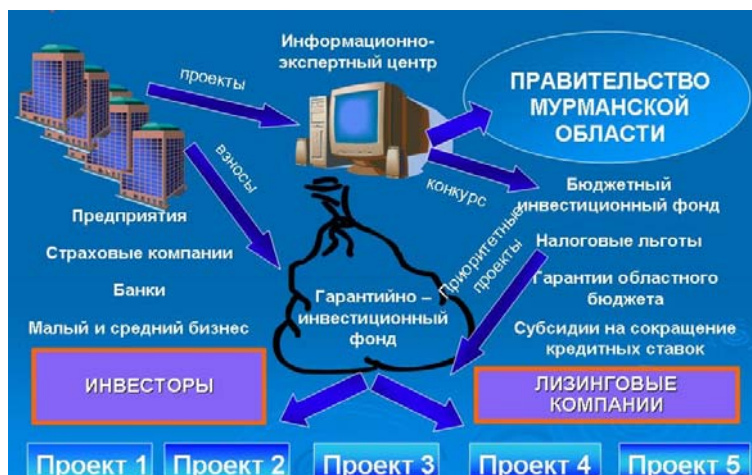 Информационно-
экспертный центр
проекты
ПРАВИТЕЛЬСТВО
МУРМАНСКОЙ
ОБЛАСТИ
взносы
конкурс
Предприятия
Страховые компании
Банки
Малый и средний бизнес
Бюджетный
инвестиционный фонд
Налоговые льготы
Гарантии областного
бюджета
Субсидии на сокращение
кредитных ставок
Приоритетные
проекты
Гарантийно –
инвестиционный
фонд
ИНВЕСТОРЫ
ЛИЗИНГОВЫЕ
КОМПАНИИ
Проект 1
Проект 2
Проект 3
Проект 4
Проект 5